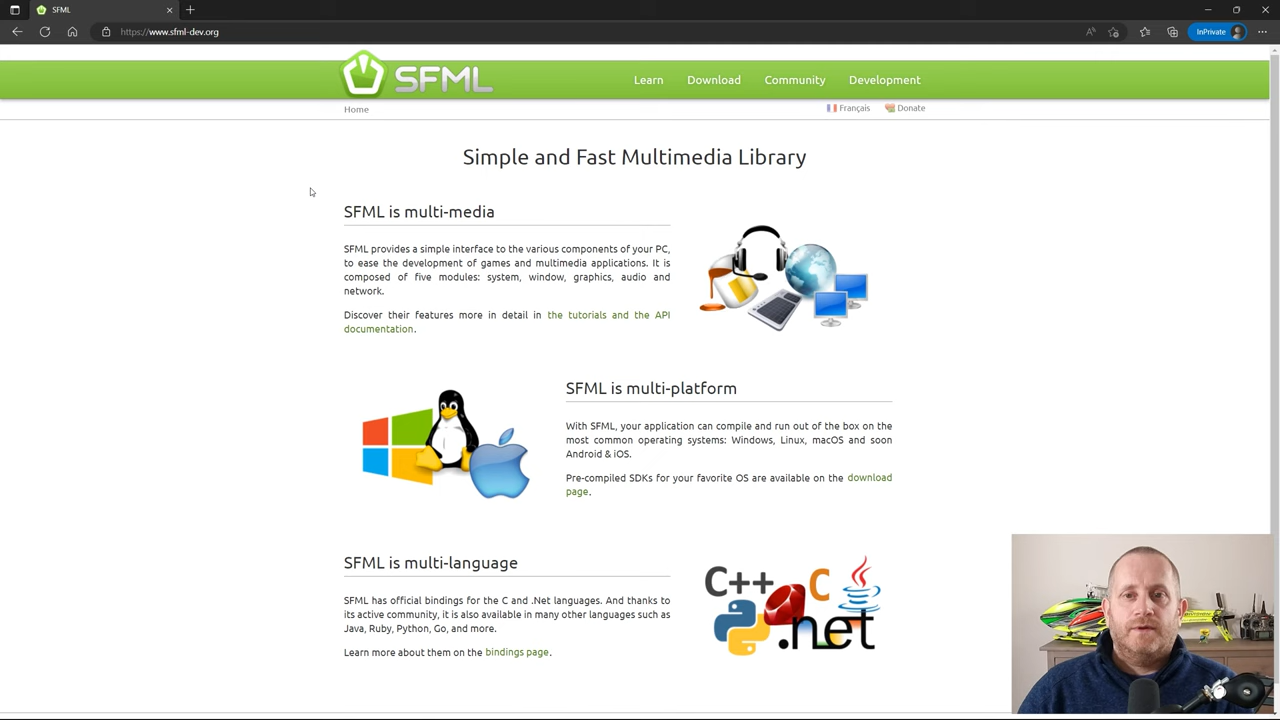 SFML
https://www.sfml-dev.org
InPrivate
SFML
Learn
Download
Community
Development
Home
Français
Donate
Simple and Fast Multimedia Library
SFML is multi-media
SFML provides a simple interface to the various components of your PC,
to ease the development of games and multimedia applications. It is
composed of five modules: system, window, graphics, audio and
network.
Discover their features more in detail in the tutorials and the API
documentation.
SFML is multi-platform
With SFML, your application can compile and run out of the box on the
most common operating systems: Windows, Linux, macOS and soon
Android & iOS.
Pre-compiled SDKs for your favorite OS are available on the download
page.
SFML is multi-language
SFML has official bindings for the C and .Net languages. And thanks to
its active community, it is also available in many other languages such as
Java, Ruby, Python, Go, and more.
Learn more about them on the bindings page.
C++
C
.net